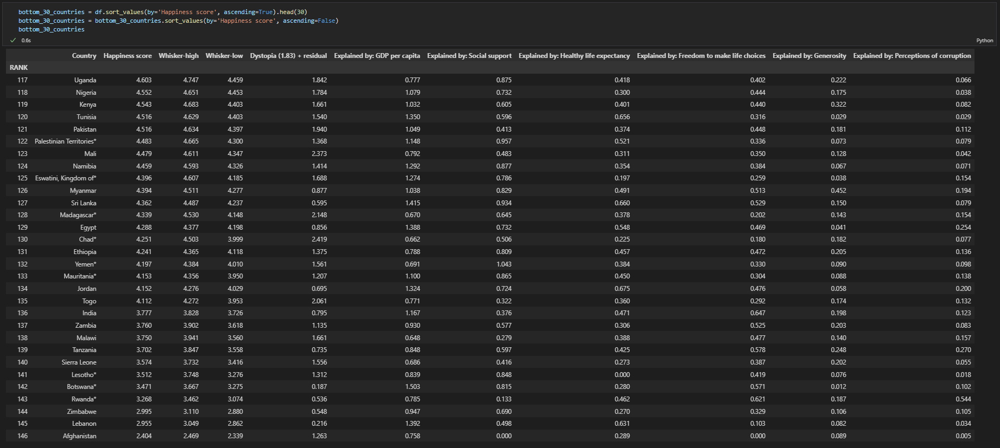 bottom_30_countries = df.sort_values(by='Happiness score', ascending=True).head(30)
bottom_30_countries = bottom_30_countries.sort_values(by='Happiness score', ascending=False)
bottom_30_countries
0.6s
Python
Country Happiness score Whisker-high Whisker-low Dystopia (1.83) + residual Explained by: GDP per capita Explained by: Social support Explained by: Healthy life expectancy Explained by: Freedom to make life choices Explained by: Generosity Explained by: Perceptions of corruption
RANK
117 Uganda 4.603 4.747 4.459 1.842 0.777 0.875 0.418 0.402 0.222 0.066
118 Nigeria 4.552 4.651 4.453 1.784 1.079 0.732 0.300 0.444 0.175 0.038
119 Kenya 4.543 4.683 4.403 1.661 1.032 0.605 0.401 0.440 0.322 0.082
120 Tunisia 4.516 4.629 4.403 1.540 1.350 0.596 0.656 0.316 0.029 0.029
121 Pakistan 4.516 4.634 4.397 1.940 1.049 0.413 0.374 0.448 0.181 0.112
122 Palestinian Territories* 4.483 4.665 4.300 1.368 1.148 0.957 0.521 0.336 0.073 0.079
123 Mali 4.479 4.611 4.347 2.373 0.792 0.483 0.311 0.350 0.128 0.042
124 Namibia 4.459 4.593 4.326 1.414 1.292 0.877 0.354 0.384 0.067 0.071
125 Eswatini, Kingdom of* 4.396 4.607 4.185 1.688 1.274 0.786 0.197 0.259 0.038 0.154
126 Myanmar 4.394 4.511 4.277 0.877 1.038 0.829 0.491 0.513 0.452 0.194
127 Sri Lanka 4.362 4.487 4.237 0.595 1.415 0.934 0.660 0.529 0.150 0.079
128 Madagascar* 4.339 4.530 4.148 2.148 0.670 0.645 0.378 0.202 0.143 0.154
129 Egypt 4.288 4.377 4.198 0.856 1.388 0.732 0.548 0.469 0.041 0.254
130 Chad* 4.251 4.503 3.999 2.419 0.662 0.506 0.225 0.180 0.182 0.077
131 Ethiopia 4.241 4.365 4.118 1.375 0.788 0.809 0.457 0.472 0.205 0.136
132 Yemen* 4.197 4.384 4.010 1.561 0.691 1.043 0.384 0.330 0.090 0.098
133 Mauritania* 4.153 4.356 3.950 1.207 1.100 0.865 0.450 0.304 0.088 0.138
134 Jordan 4.152 4.276 4.029 0.695 1.324 0.724 0.675 0.476 0.058 0.200
135 Togo 4.112 4.272 3.953 2.061 0.771 0.322 0.360 0.292 0.174 0.132
136 India 3.777 3.828 3.726 0.795 1.167 0.376 0.471 0.647 0.198 0.123
137 Zambia 3.760 3.902 3.618 1.135 0.930 0.577 0.306 0.525 0.203 0.083
138 Malawi 3.750 3.941 3.560 1.661 0.648 0.279 0.388 0.477 0.140 0.157
139 Tanzania 3.702 3.847 3.558 0.735 0.848 0.597 0.425 0.578 0.248 0.270
140 Sierra Leone 3.574 3.732 3.416 1.556 0.686 0.416 0.273 0.387 0.202 0.055
141 Lesotho* 3.512 3.748 3.276 1.312 0.839 0.848 0.000 0.419 0.076 0.018
142 Botswana* 3.471 3.667 3.275 0.187 1.503 0.815 0.280 0.571 0.012 0.102
143 Rwanda* 3.268 3.462 3.074 0.536 0.785 0.133 0.462 0.621 0.187 0.544
144 Zimbabwe 2.995 3.110 2.880 0.548 0.947 0.690 0.270 0.329 0.106 0.105
145 Lebanon 2.955 3.049 2.862 0.216 1.392 0.498 0.631 0.103 0.082 0.034
146 Afghanistan 2.404 2.469 2.339 1.263 0.758 0.000 0.289 0.000 0.089 0.005